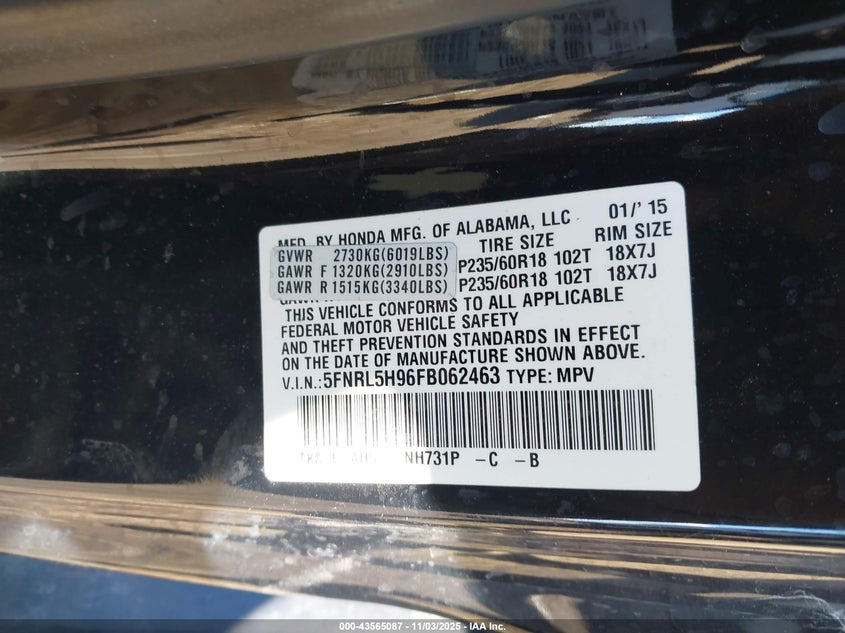 MFD. BY HONDA MFG. OF ALABAMA, LLC 01/'15
TIRE SIZE RIM SIZE
GVWR 2730KG(6019LBS)
GAWR F 1320KG(2910LBS) P235/60R18 102T 18X7J
GAWR R 1515KG(3340LBS) P235/60R18 102T 18X7J
THIS VEHICLE CONFORMS TO ALL APPLICABLE
FEDERAL MOTOR VEHICLE SAFETY
AND THEFT PREVENTION STANDARDS IN EFFECT
ON THE DATE OF MANUFACTURE SHOWN ABOVE.
V.I.N.:5FNRL5H96FB062463 TYPE: MPV
NH731P -C -B
000-43565087 - 11/03/2025 - IAA Inc.